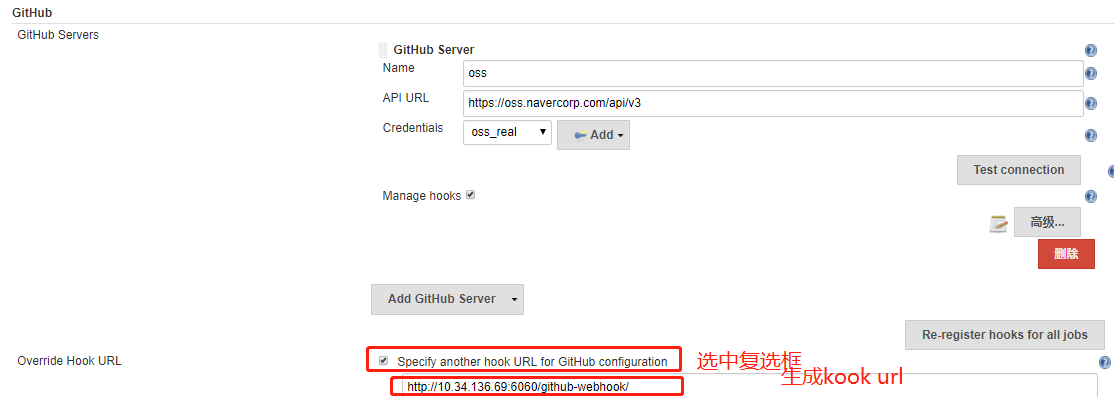 GitHub
GitHub Servers
GitHub Server
Name
oss
API URL
https://oss.navercorp.com/api/v3
Credentials
oss_real
Add
Test connection
Manage hooks
高级...
删除
Add GitHub Server
Re-register hooks for all jobs
Override Hook URL
Specify another hook URL for GitHub configuration
选中复选框
生成kook url
http://10.34.136.69:6060/github-webhook/